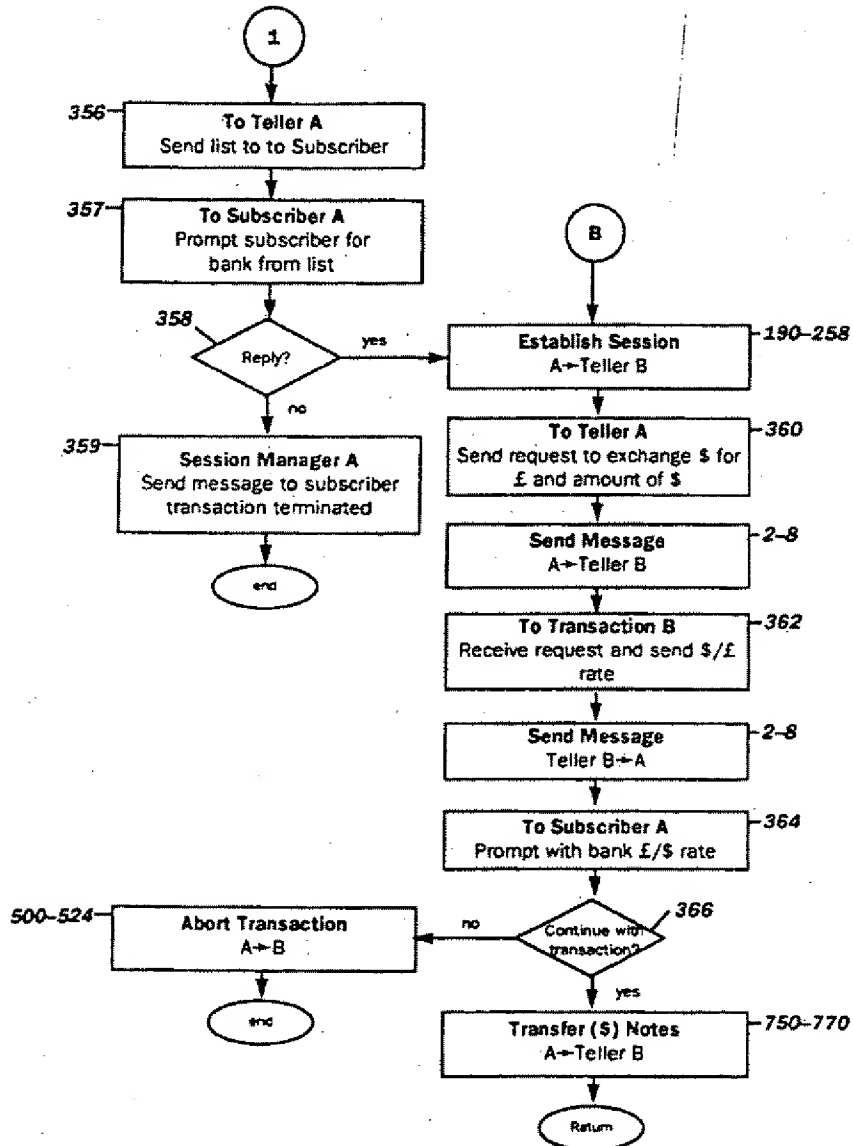 1
356
To Teller A
Send list to to Subscriber
357
To Subscriber A
Prompt subscriber for
bank from list
B
358
Reply?
yes
no
Establish Session
A→Teller B
190–258
359
Session Manager A
Send message to subscriber
transaction terminated
end
To Teller A
Send request to exchange $ for
£ and amount of $
360
Send Message
A→Teller B
2–8
To Transaction B
Receive request and send $/£
rate
362
Send Message
Teller B→A
2–8
To Subscriber A
Prompt with bank £/$ rate
364
366
Continue with
transaction?
no
yes
500–524
Abort Transaction
A→B
end
Transfer ($) Notes
A→Teller B
750–770
Return